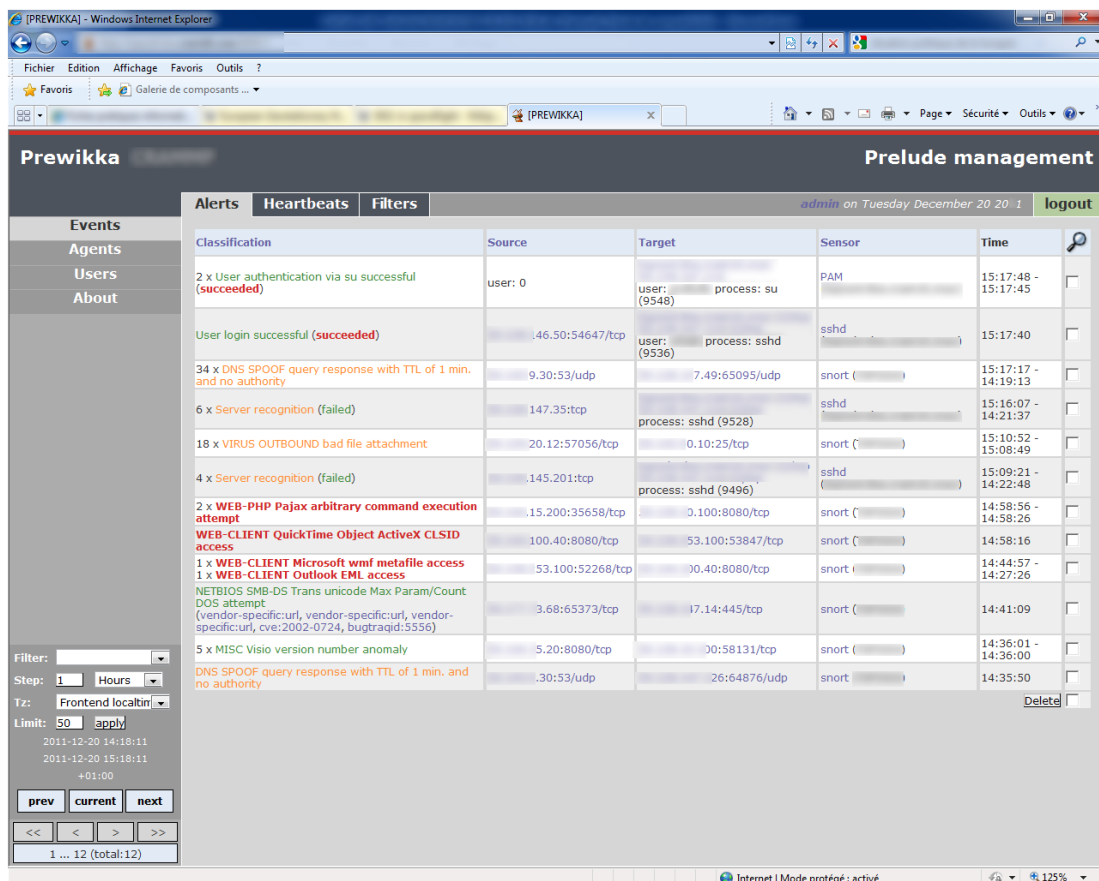 [PREWIKKA] - Windows Internet Explorer
Fichier Edition Affichage Favoris Outils ?
Favoris Galerie de composants ...
[PREWIKKA] X Page Sécurité Outils
Prewikka Prelude management
Alerts Heartbeats Filters admin on Tuesday December 20 20 1 logout
Events
Agents
Users
About
Classification Source Target Sensor Time
2 x User authentication via su successful
(succeeded)
user: 0
user: process: su
(9548)
PAM
15:17:48 -
15:17:45
User login successful (succeeded)
.46.50:54647/tcp
user: process: sshd
(9536)
sshd
)
15:17:40
34 x DNS SPOOF query response with TTL of 1 min.
and no authority
9.30:53/udp
7.49:65095/udp
snort ( )
15:17:17 -
14:19:13
6 x Server recognition (failed)
147.35:tcp
process: sshd (9528)
sshd
)
15:16:07 -
14:21:37
18 x VIRUS OUTBOUND bad file attachment
20.12:57056/tcp
0.10:25/tcp
snort ( )
15:10:52 -
15:08:49
4 x Server recognition (failed)
.145.201:tcp
process: sshd (9496)
sshd
( )
15:09:21 -
14:22:48
2 x WEB-PHP Pajax arbitrary command execution
attempt
.15.200:35658/tcp
0.100:8080/tcp
snort ( )
14:58:56 -
14:58:26
WEB-CLIENT QuickTime Object ActiveX CLSID
access
100.40:8080/tcp
53.100:53847/tcp
snort ( )
14:58:16
1 x WEB-CLIENT Microsoft wmf metafile access
1 x WEB-CLIENT Outlook EML access
53.100:52268/tcp
00.40:8080/tcp
snort ( )
14:44:57 -
14:27:26
NETBIOS SMB-DS Trans unicode Max Param/Count
DOS attempt
(vendor-specific:url, vendor-specific:url, vendor-
specific:url, cve:2002-0724, bugtraqid:5556)
3.68:65373/tcp
47.14:445/tcp
snort ( )
14:41:09
5 x MISC Visio version number anomaly
5.20:8080/tcp
00:58131/tcp
snort ( )
14:36:01 -
14:36:00
DNS SPOOF query response with TTL of 1 min. and
no authority
.30:53/udp
26:64876/udp
snort ( )
14:35:50
Delete
Filter:
Step: 1 Hours
Tz: Frontend localtim
Limit: 50 apply
2011-12-20 14:18:11
2011-12-20 15:18:11
+01:00
prev current next
<< < > >>
1 ... 12 (total:12)
Internet | Mode protégé : activé 125%